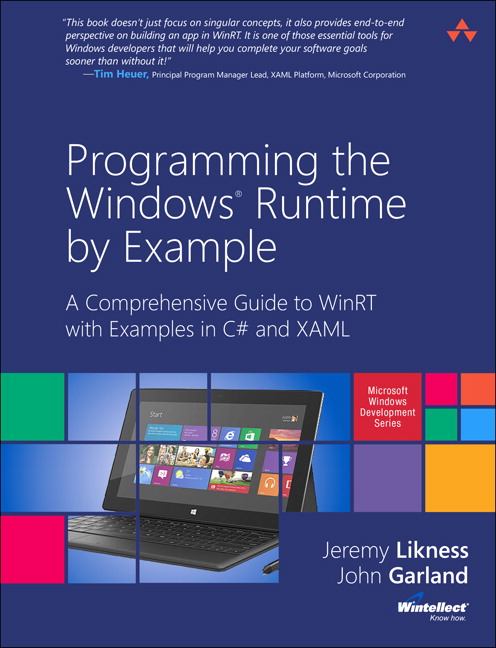 "This book doesn't just focus on singular concepts, it also provides end-to-end
perspective on building an app in WinRT. It is one of those essential tools for
Windows developers that will help you complete your software goals
sooner than without it!"
—Tim Heuer, Principal Program Manager Lead, XAML Platform, Microsoft Corporation
Programming the
Windows® Runtime
by Example
A Comprehensive Guide to WinRT
with Examples in C# and XAML
Microsoft
Windows
Development
Series
Start
Jeremy Likness
John Garland
Wintellect®
Know how.